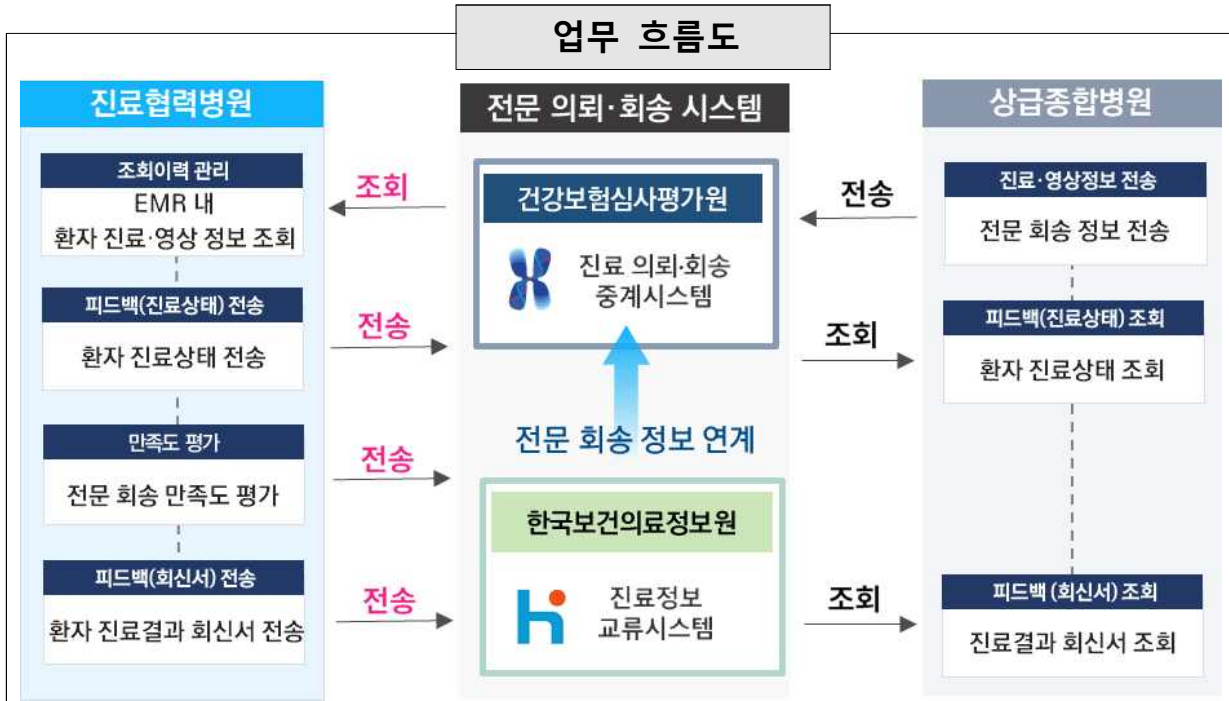 업무 흐름도
진료협력병원
조회이력 관리
EMR 내
환자 진료·영상 정보 조회
피드백(진료상태) 전송
환자 진료상태 전송
만족도 평가
전문 회송 만족도 평가
피드백(회신서) 전송
환자 진료결과 회신서 전송
조회
전송
전송
전송
전문 의뢰·회송 시스템
건강보험심사평가원
진료 의뢰·회송
중계시스템
전문 회송 정보 연계
한국보건의료정보원
진료정보
교류시스템
전송
조회
조회
상급종합병원
진료·영상정보 전송
전문 회송 정보 전송
피드백(진료상태) 조회
환자 진료상태 조회
피드백 (회신서) 조회
진료결과 회신서 조회